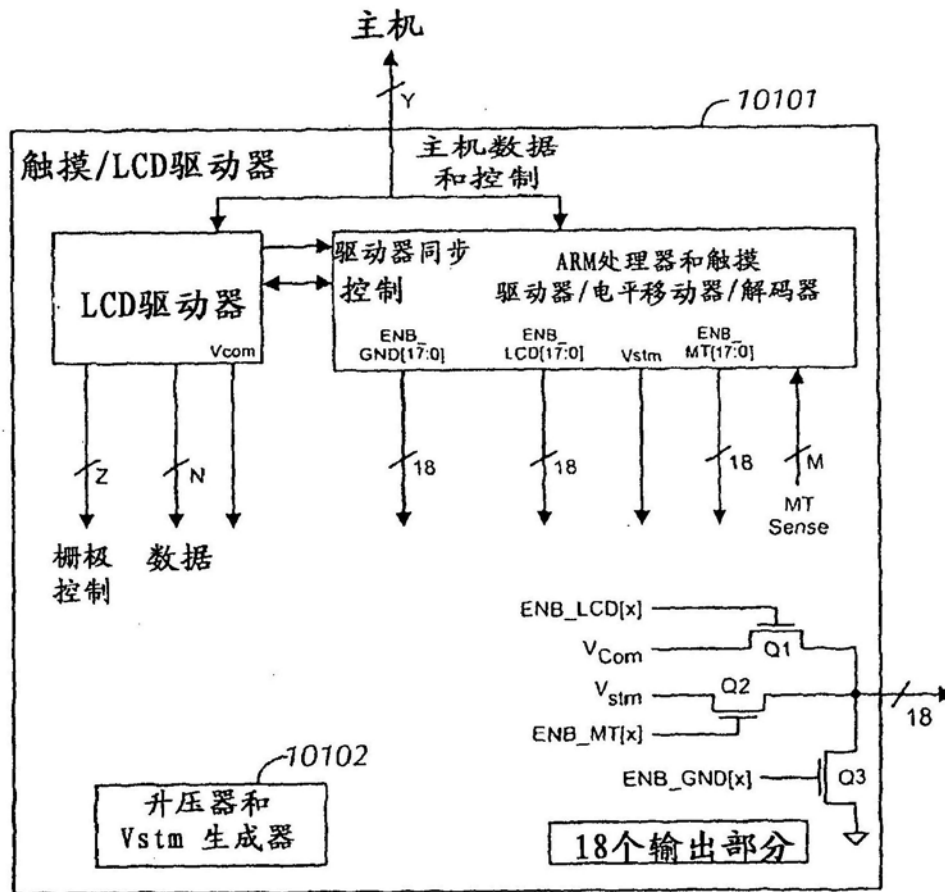 主机
Y
10101
触摸/LCD驱动器
主机数据
和控制
LCD驱动器
Vcom
驱动器同步
控制
ARM处理器和触摸
驱动器/电平移动器/解码器
ENB_
GND[17:0]
ENB_
LCD[17:0]
Vstm
ENB_
MT[17:0]
Z
N
18
18
18
M
MT
Sense
栅极
控制
数据
ENB_LCD[x]
VCom
Q1
Vstm
Q2
18
ENB_MT[x]
ENB_GND[x]
Q3
10102
升压器和
Vstm 生成器
18个输出部分